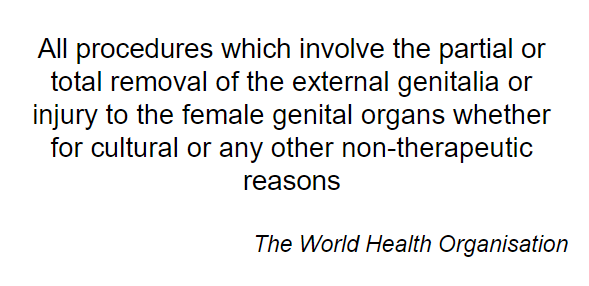 All procedures which involve the partial or
total removal of the external genitalia or
injury to the female genital organs whether
for cultural or any other non-therapeutic
reasons
The World Health Organisation